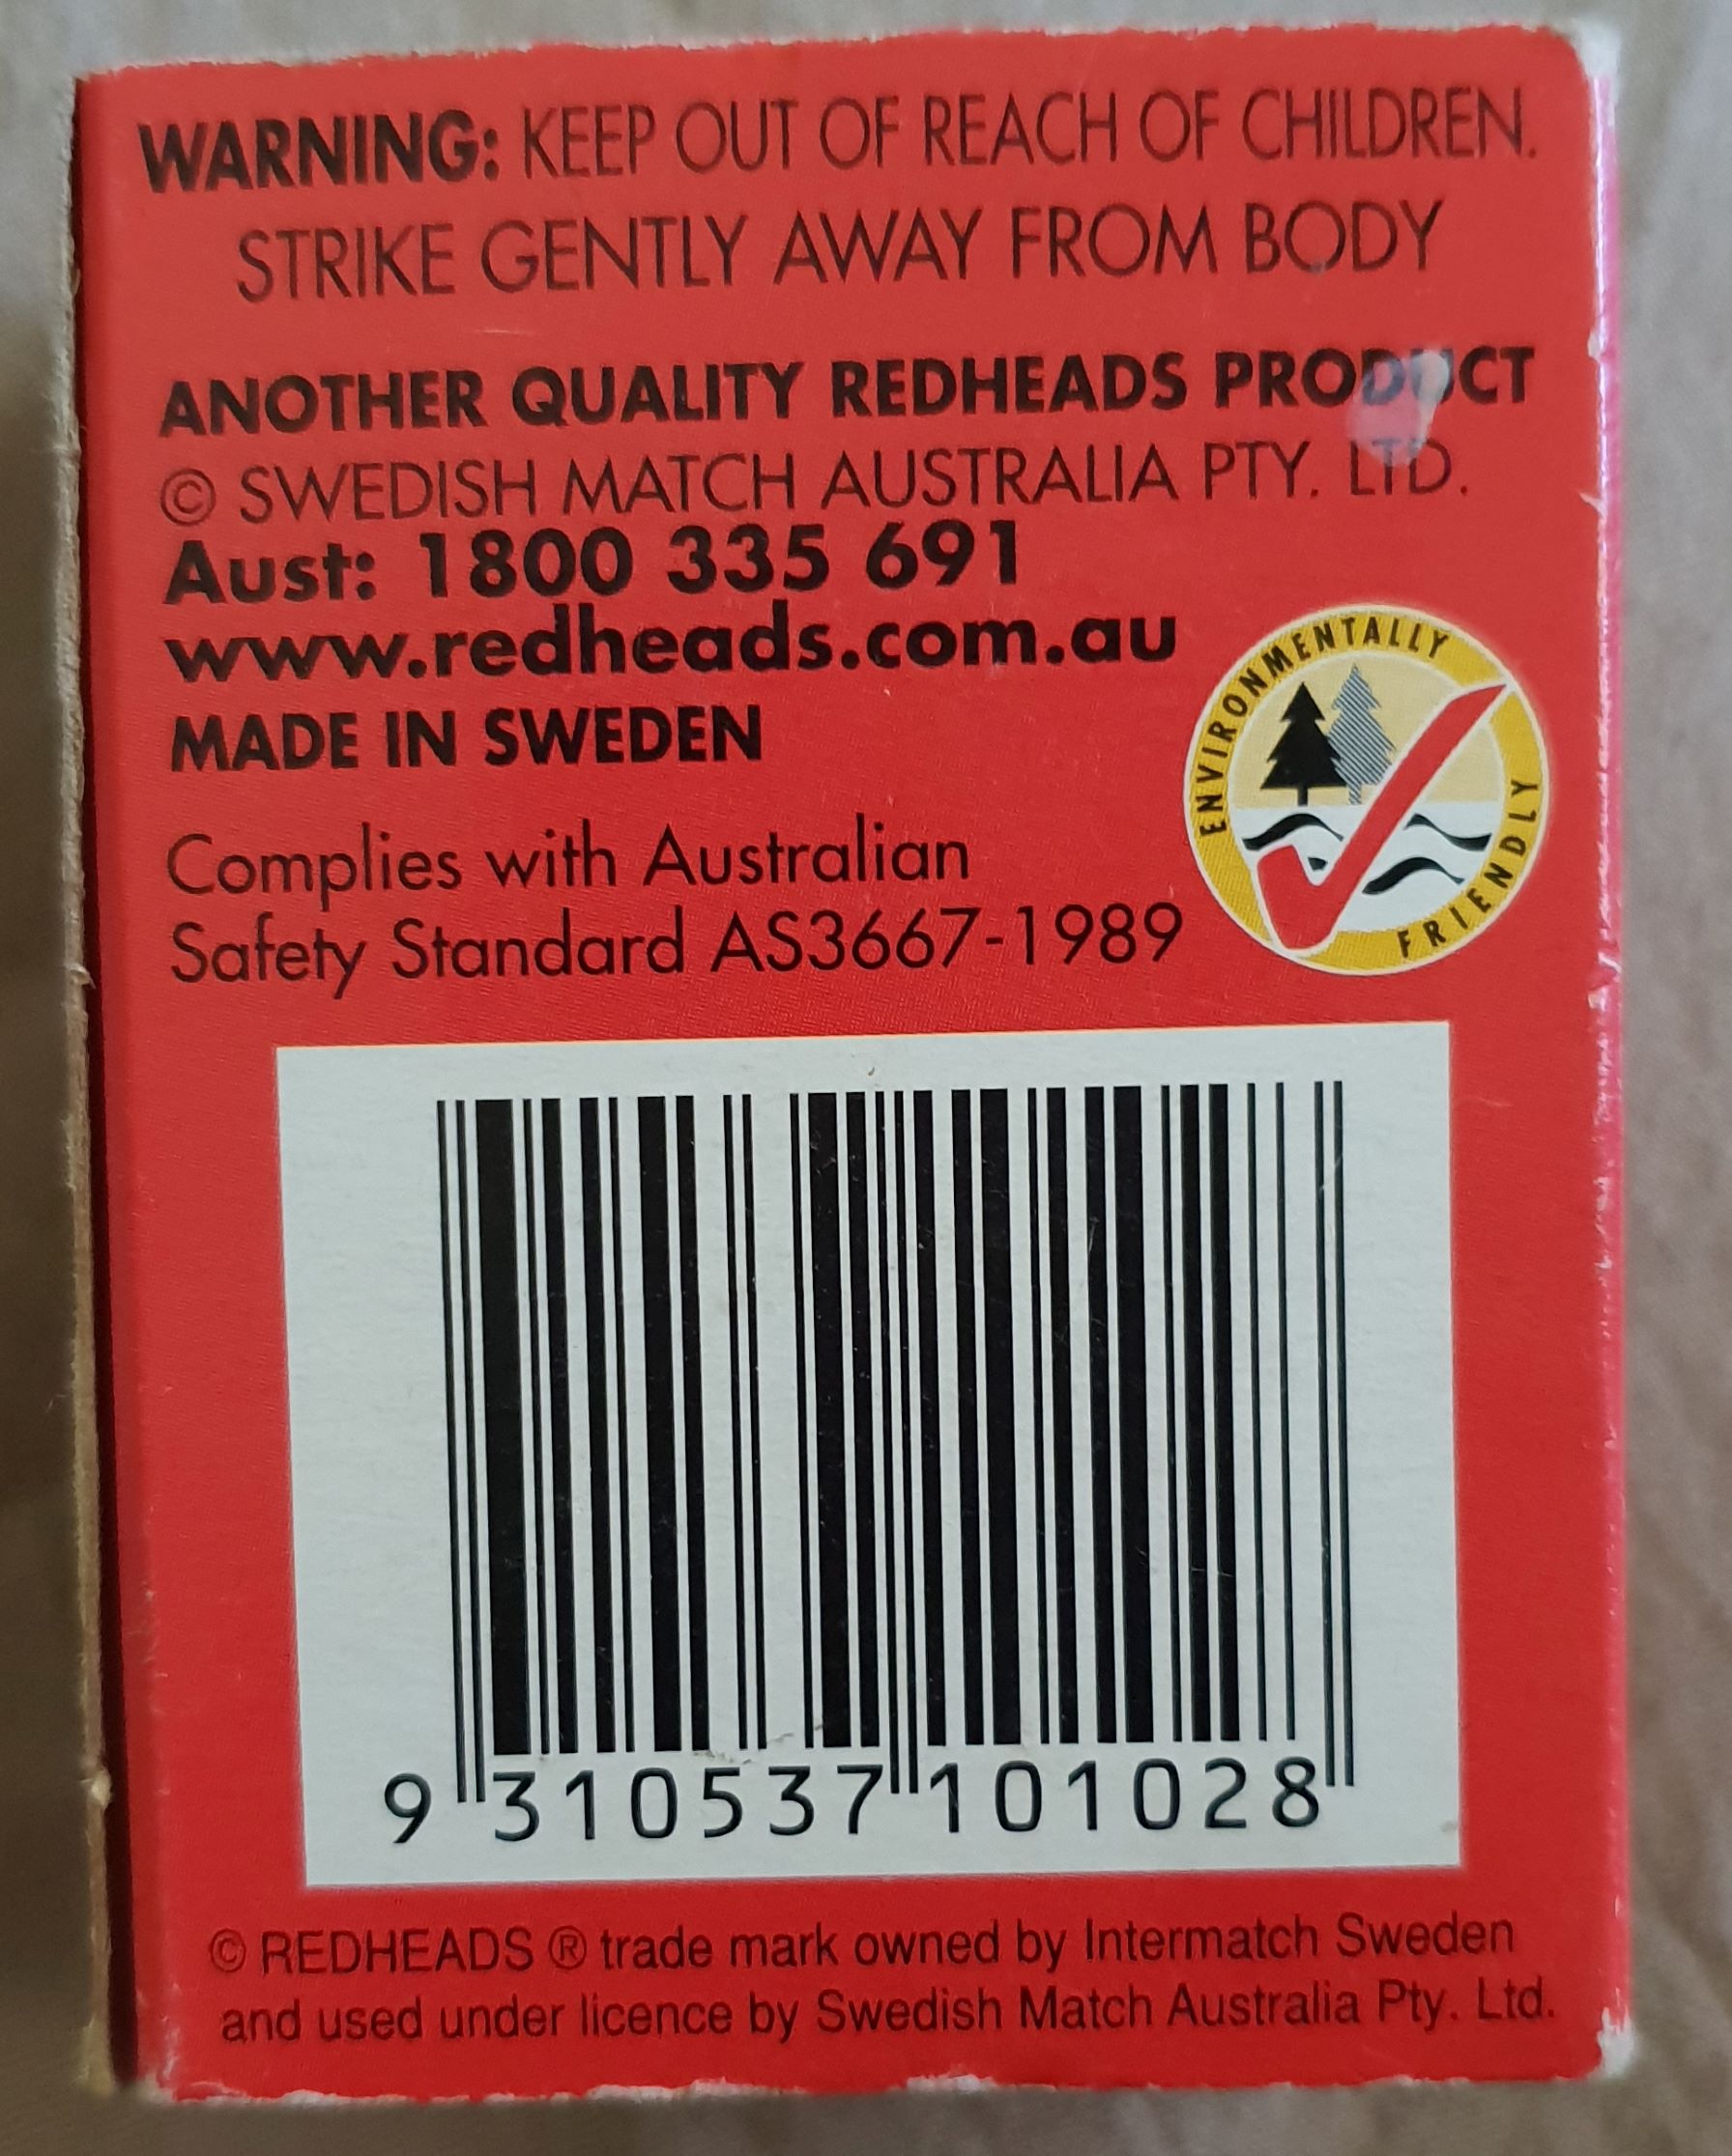 WARNING: KEEP OUT OF REACH OF CHILDREN.
STRIKE GENTLY AWAY FROM BODY
ANOTHER QUALITY REDHEADS PRODUCT
© SWEDISH MATCH AUSTRALIA PTY. LTD.
Aust: 1800 335 691
www.redheads.com.au
MADE IN SWEDEN
ENVIRONMENTALLY
FRIENDLY
Complies with Australian
Safety Standard AS3667-1989
9 310537 101028
© REDHEADS ® trade mark owned by Intermatch Sweden
and used under licence by Swedish Match Australia Pty. Ltd.